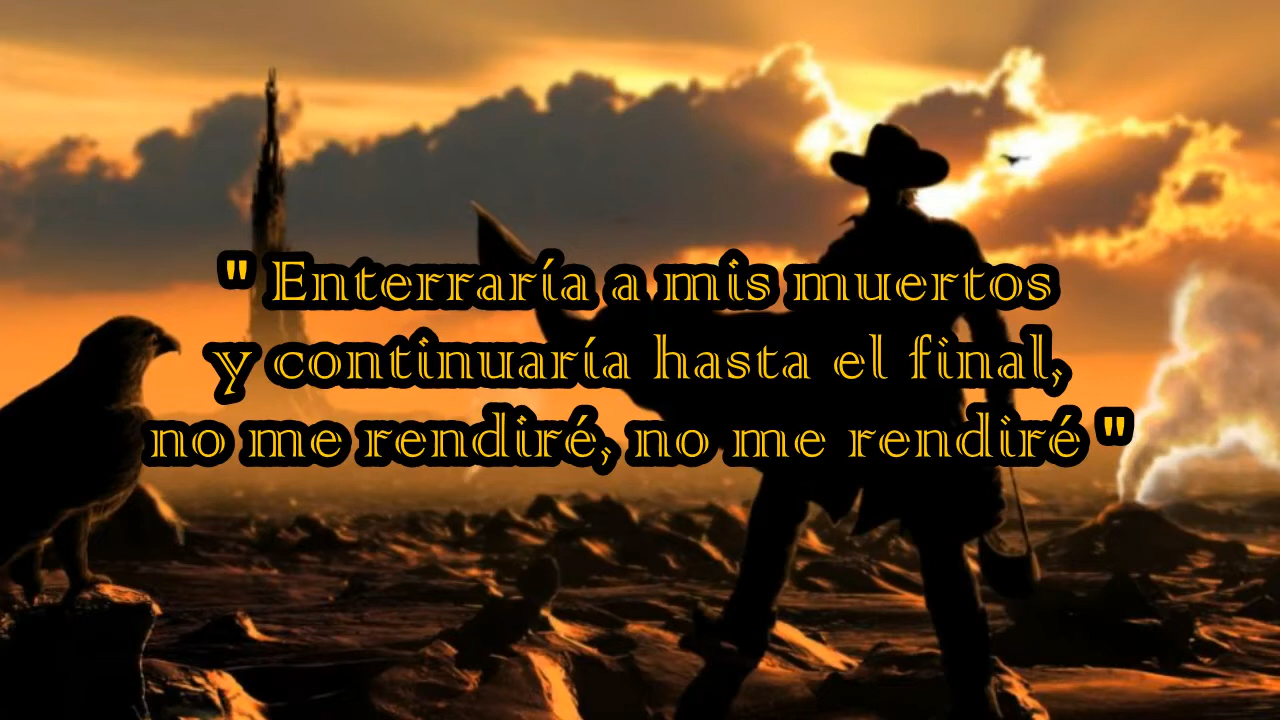 " Enterraría a mis muertos
y continuaría hasta el final,
no me rendiré, no me rendiré "